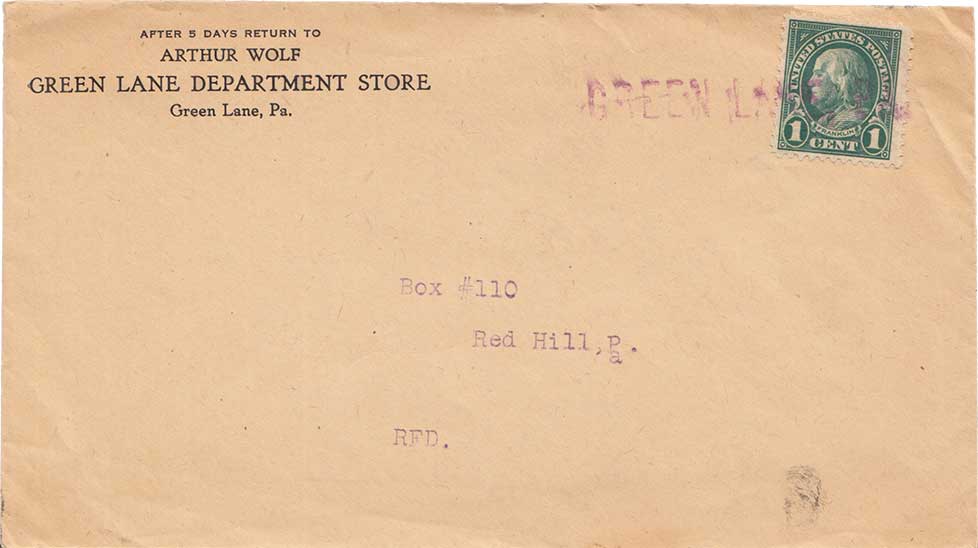 AFTER 5 DAYS RETURN TO
ARTHUR WOLF
GREEN LANE DEPARTMENT STORE
Green Lane, Pa.
GREEN LANE
UNITED STATES POSTAGE
FRANKLIN
1 CENT 1
Box #110
Red Hill, Pa.
RFD.